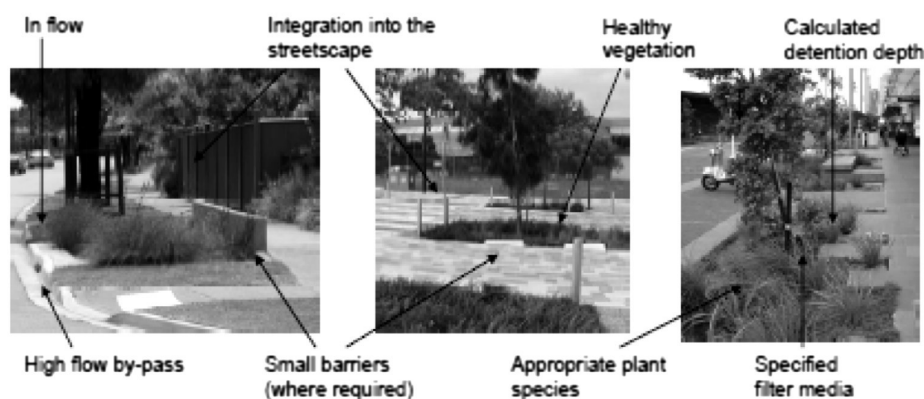 In flow
Integration into the
streetscape
Healthy
vegetation
Calculated
detention depth
High flow by-pass
Small barriers
(where required)
Appropriate plant
species
Specified
filter media